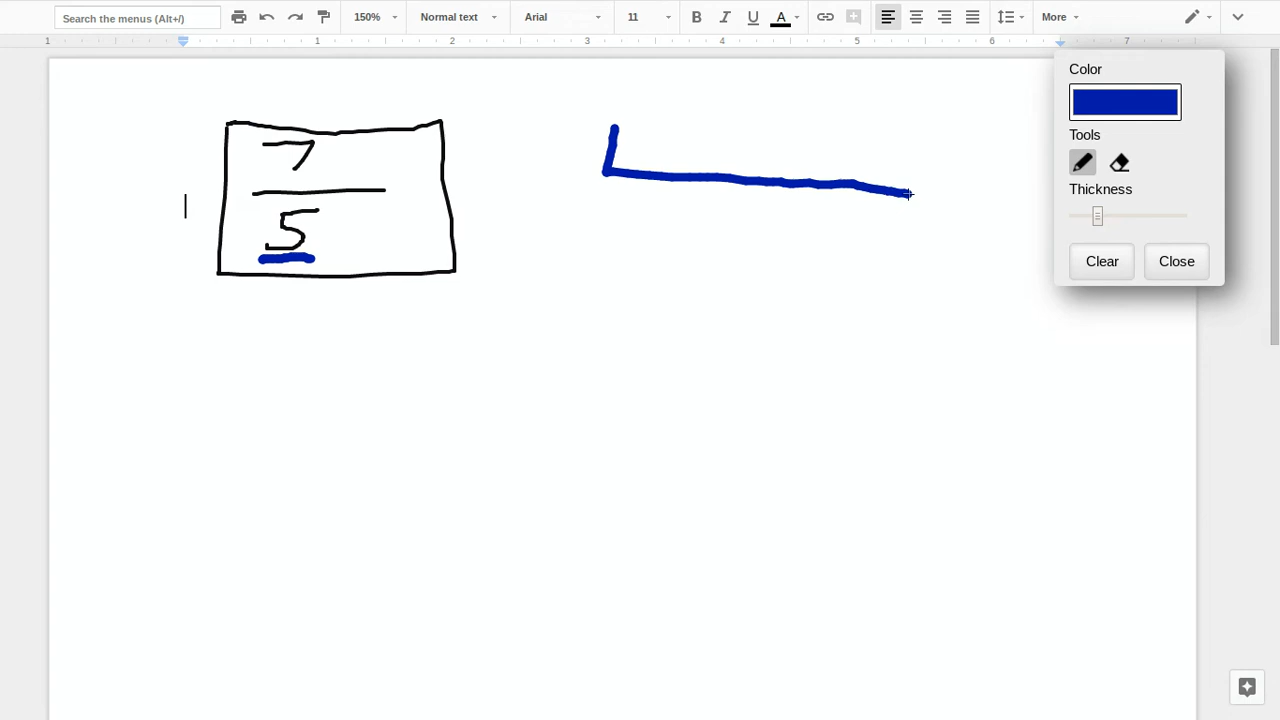 Search the menus (Alt+/) 150% Normal text Arial 11 B I U A More
1 1 2 3 4 5 6 7
Color
Tools
Thickness
Clear Close
7
5